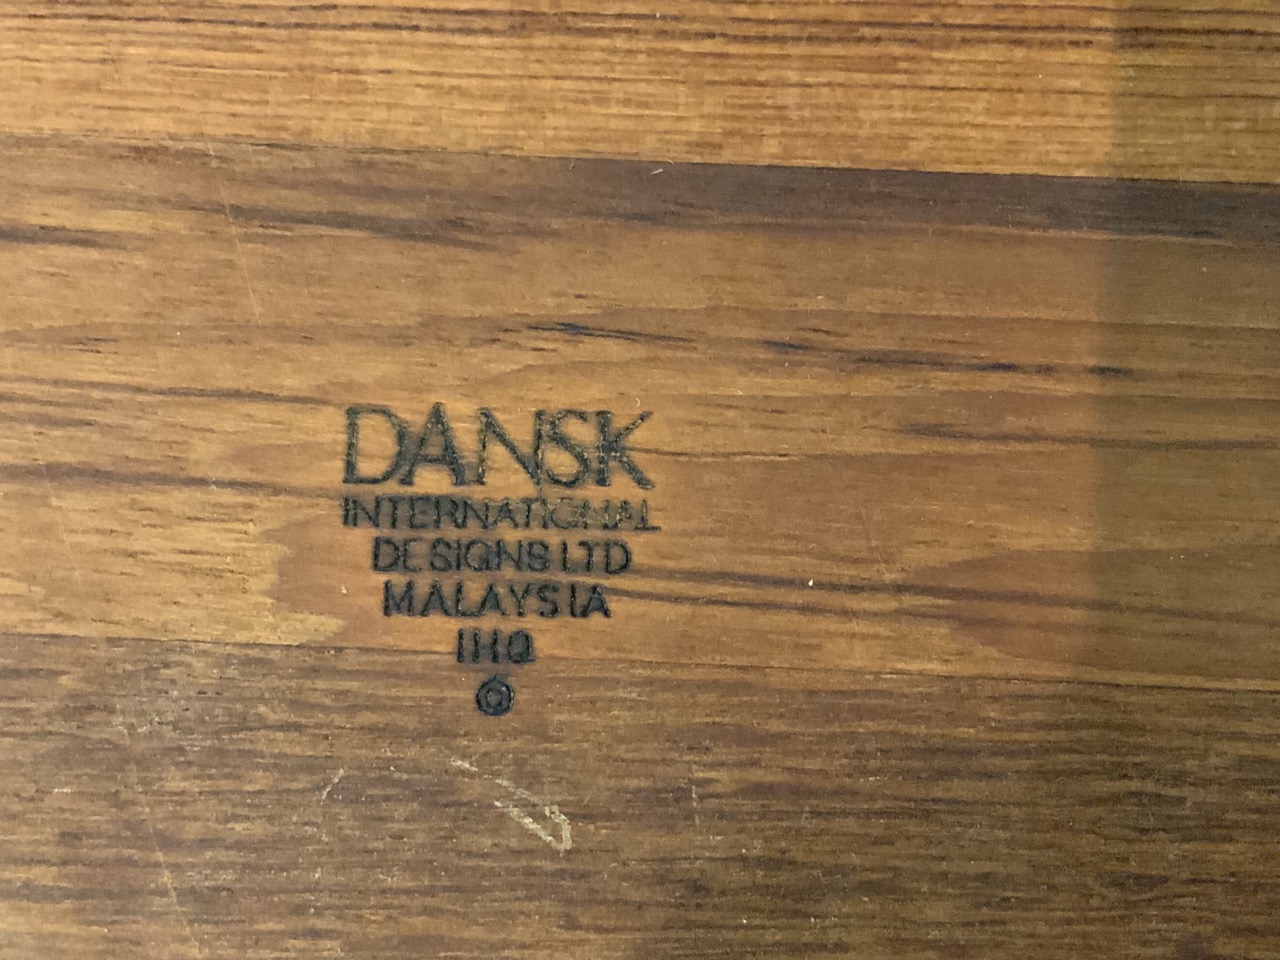 DANSK
INTERNATIONAL
DESIGNS LTD
MALAYSIA
IHQ
©